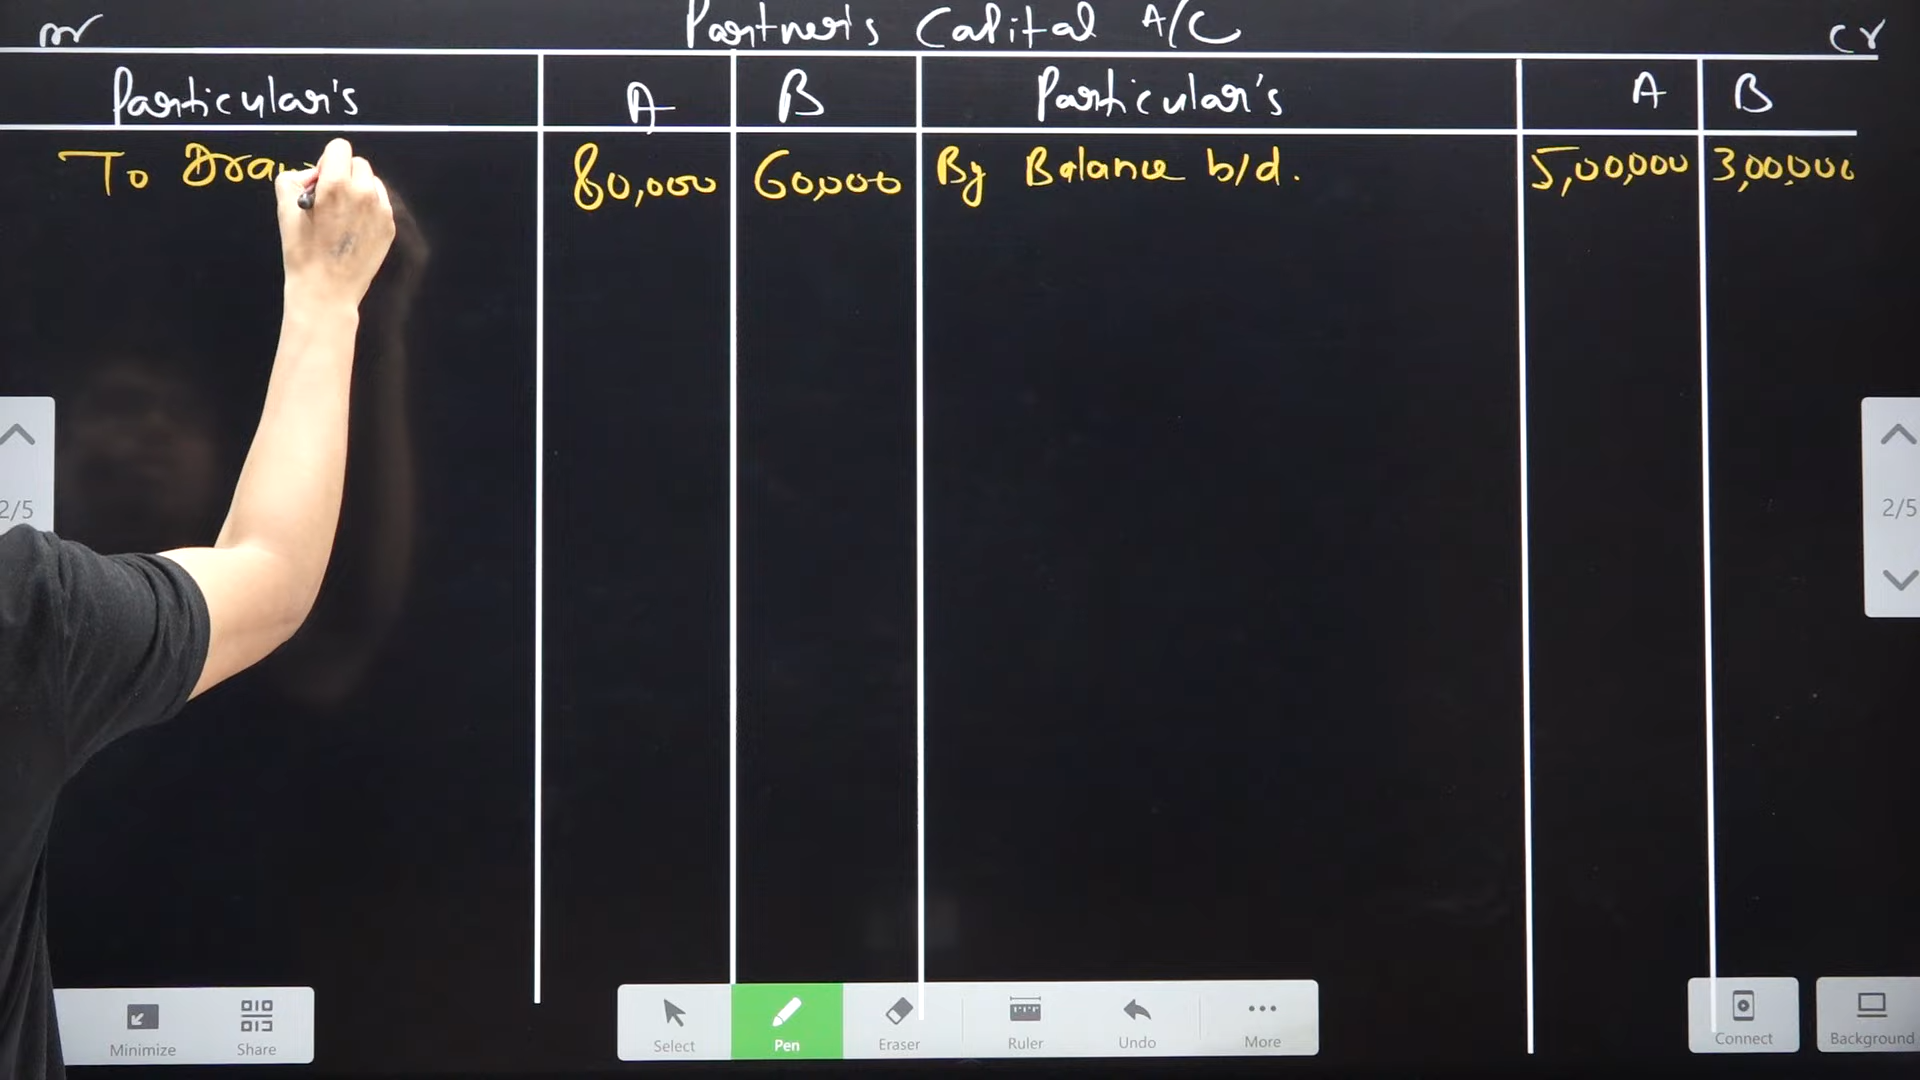 Dr Partner's Capital A/C Cr
Particular's A B Particular's A B
To Draw 80,000 60,000 By Balance b/d. 5,00,000 3,00,000
2/5 2/5
Minimize Share Select Pen Eraser Ruler Undo More Connect Background